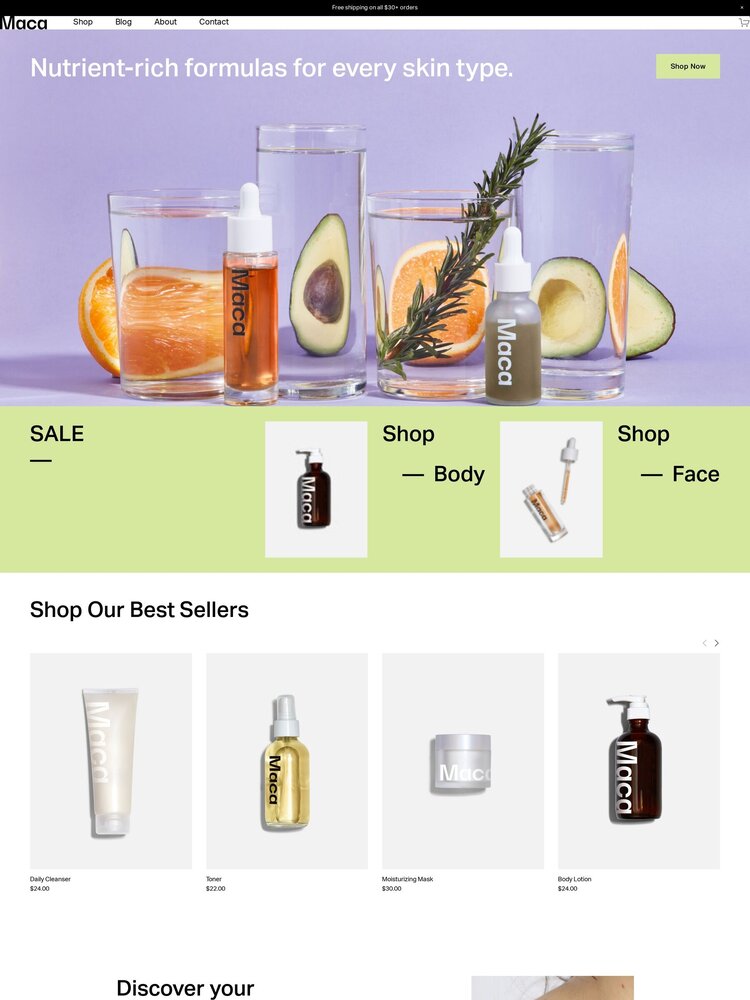 Free shipping on all $30+ orders
×
Maca
Shop
Blog
About
Contact
Nutrient-rich formulas for every skin type.
Shop Now
Maca
Maca
SALE
—
Maca
Shop
— Body
Maca
Shop
— Face
Shop Our Best Sellers
Maca
Maca
Maca
Maca
Daily Cleanser
$24.00
Toner
$22.00
Moisturizing Mask
$30.00
Body Lotion
$24.00
Discover your